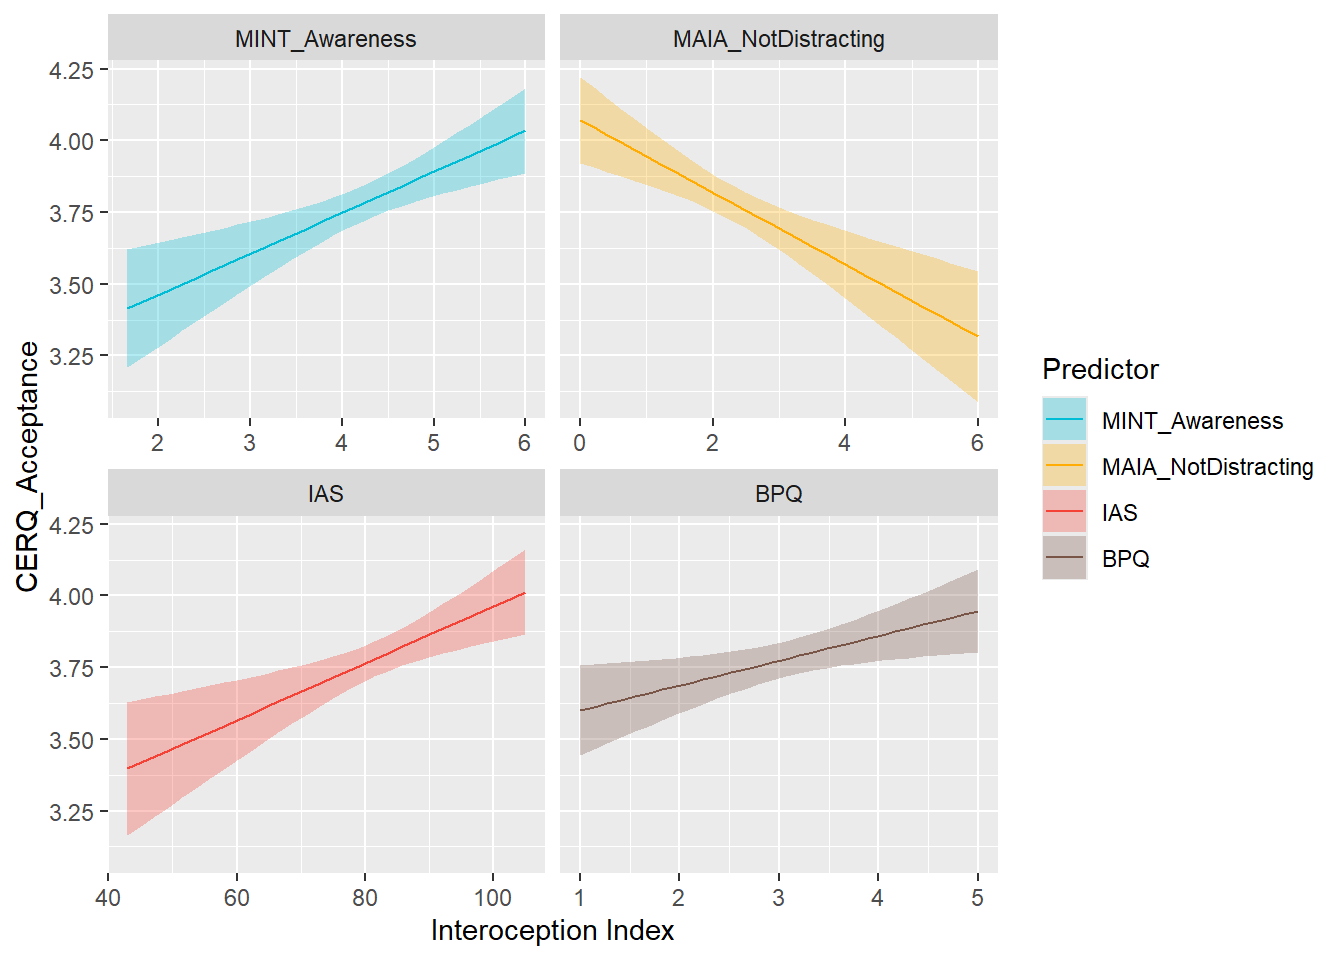 MINT_Awareness
MAIA_NotDistracting
4.25
4.00
3.75
3.50
3.25
2 3 4 5 6
0 2 4 6
IAS
BPQ
4.25
4.00
3.75
3.50
3.25
40 60 80 100
1 2 3 4 5
CERQ_Acceptance
Interoception Index
Predictor
MINT_Awareness
MAIA_NotDistracting
IAS
BPQ